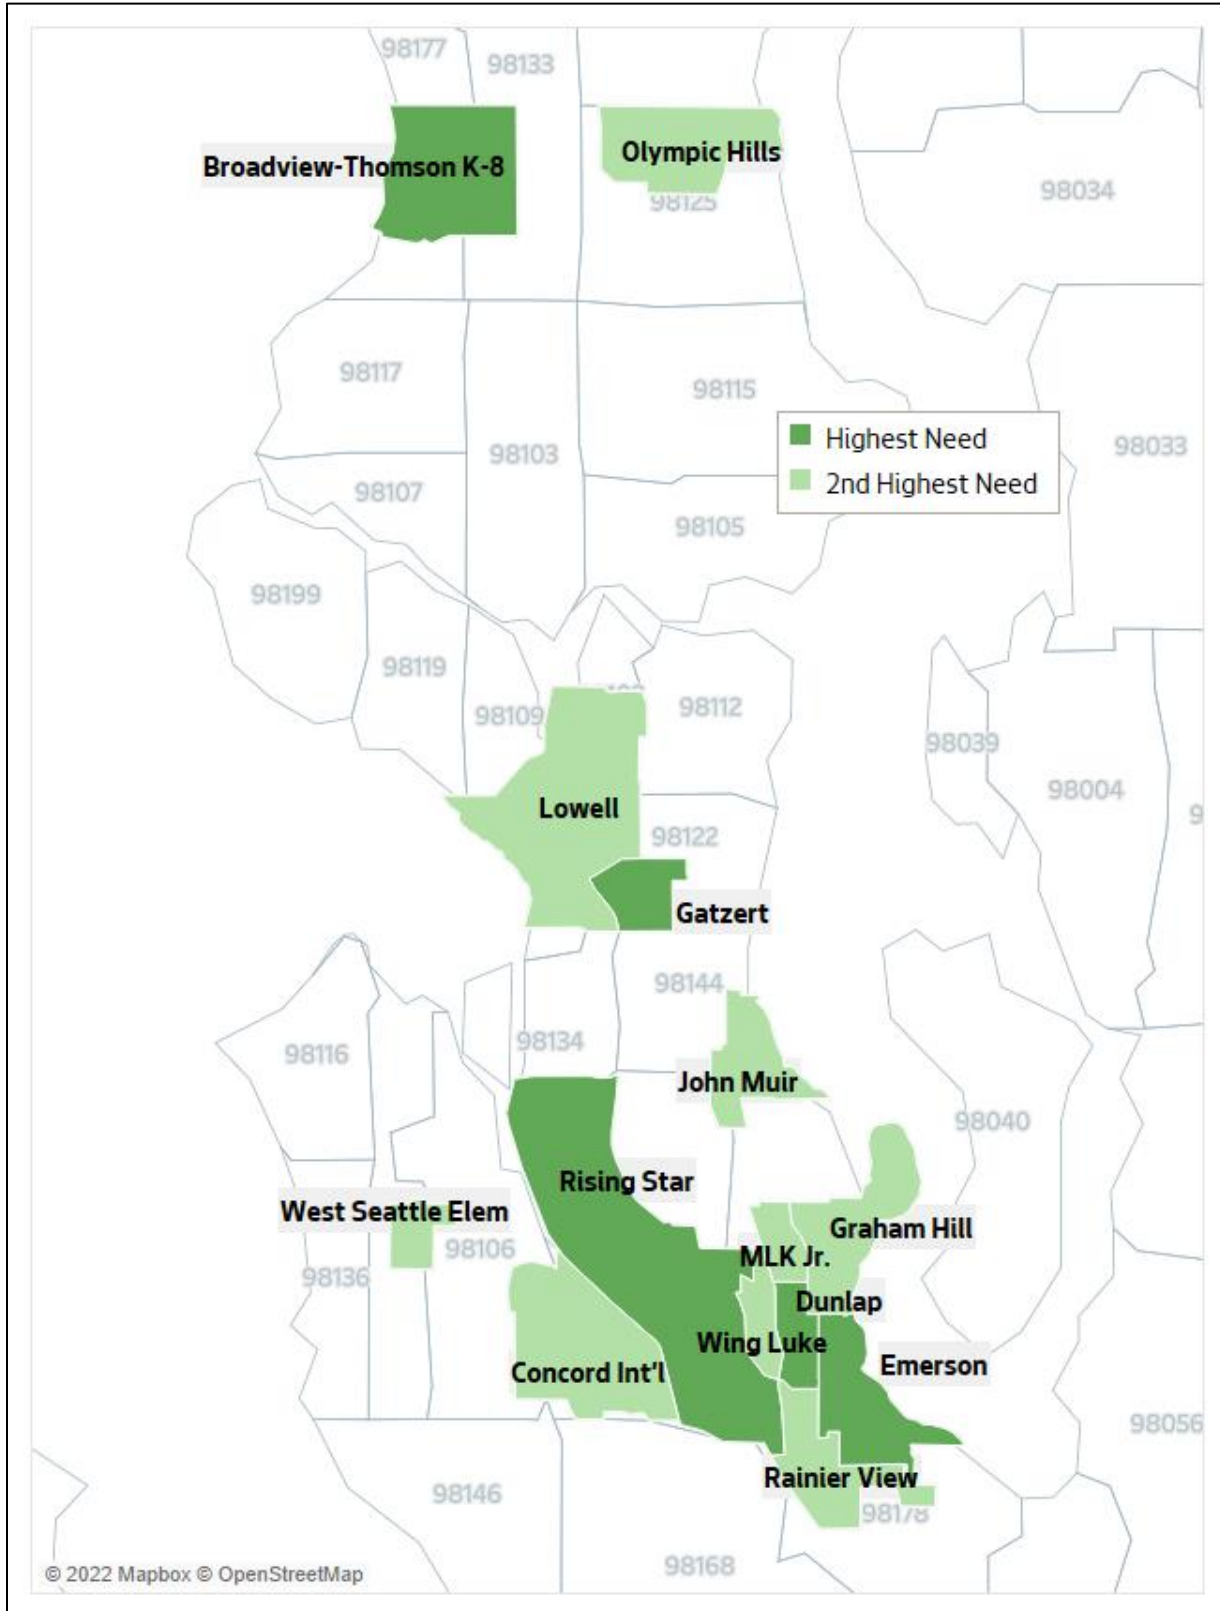 98177
98133
Broadview-Thomson K-8
Olympic Hills
98125
98034
98117
98115
Highest Need
98103
98033
2nd Highest Need
98107
98105
98199
98119
98109
98112
98039
98004
Lowell
98122
Gatzert
98144
98134
98116
John Muir
98040
Rising Star
West Seattle Elem
Graham Hill
98106
MLK Jr.
98136
Dunlap
Wing Luke
Emerson
Concord Int'l
98056
Rainier View
98146
98178
98168
© 2022 Mapbox © OpenStreetMap